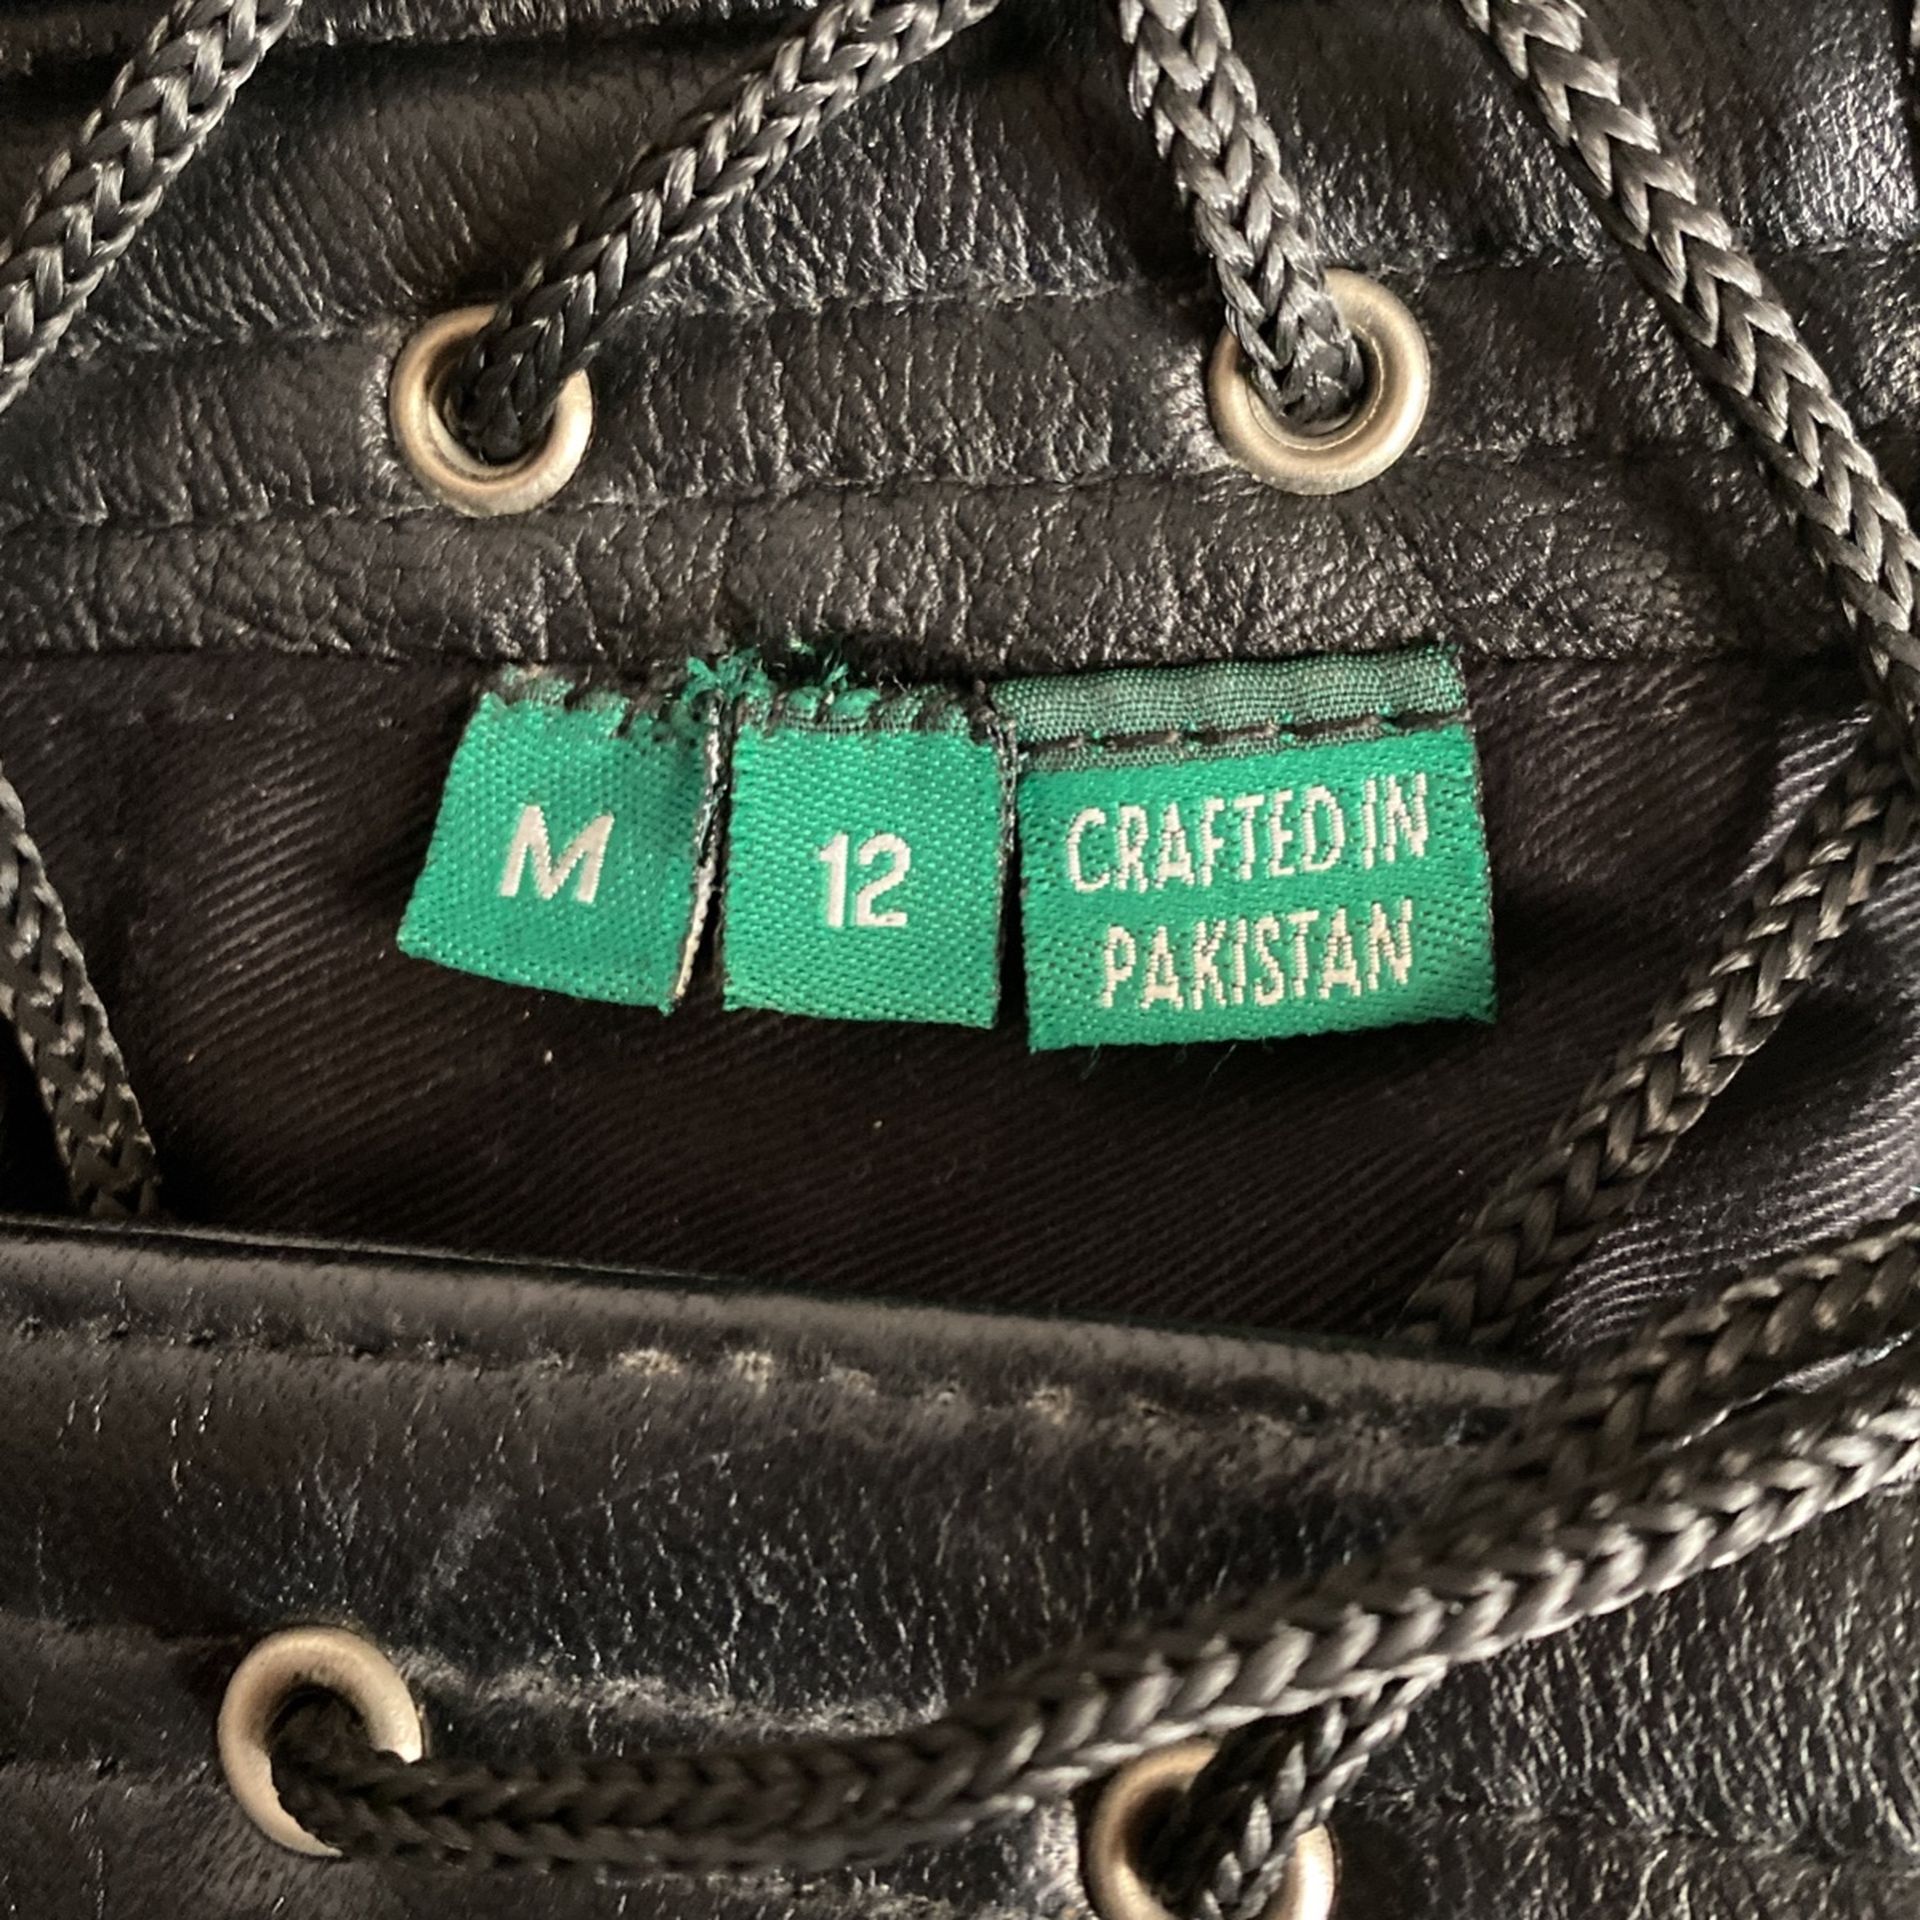 M
12
CRAFTED IN
PAKISTAN